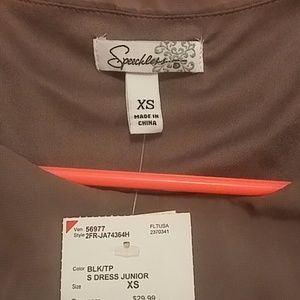 Speechless
XS
MADE IN
CHINA
Ven 56977
Style 2FR-JA74364H
FLTUSA
2370341
Color BLK/TP
S DRESS JUNIOR
Size XS
$29.99